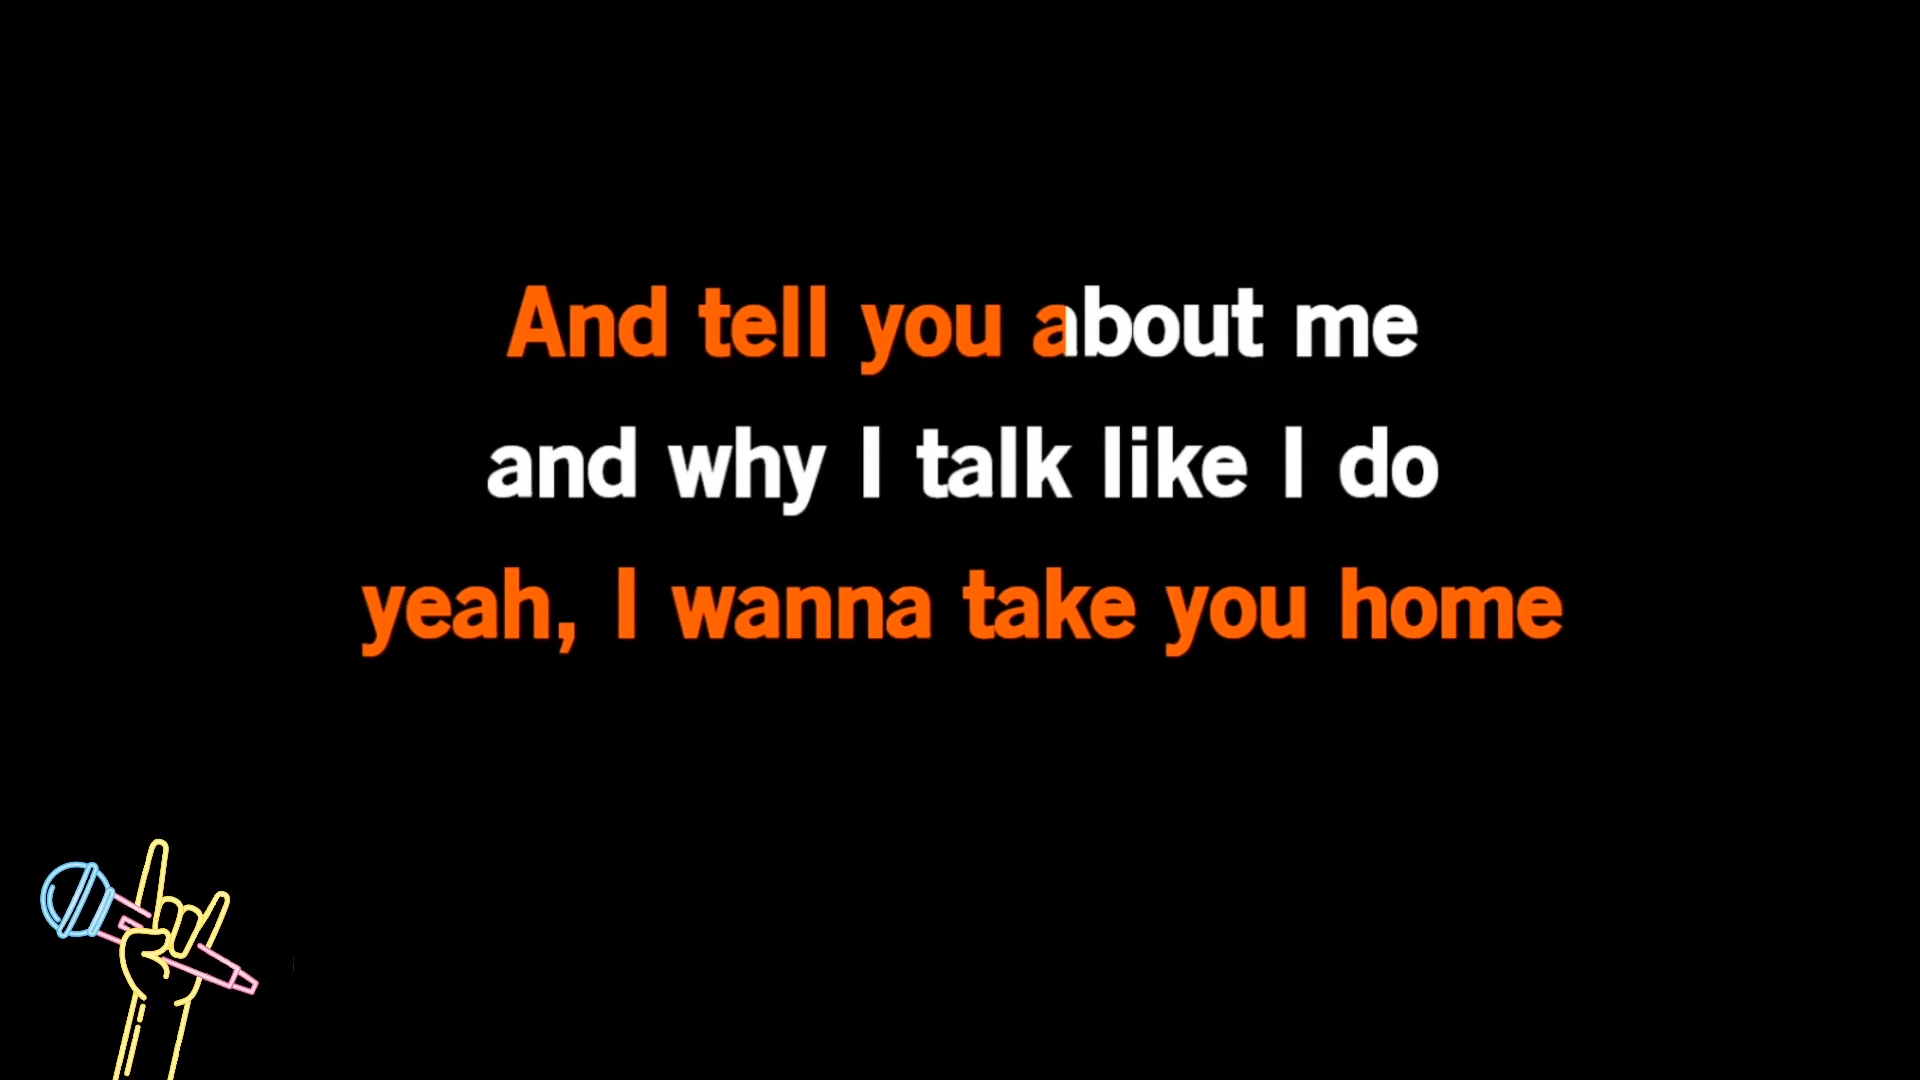 And tell you about me
and why I talk like I do
yeah, I wanna take you home